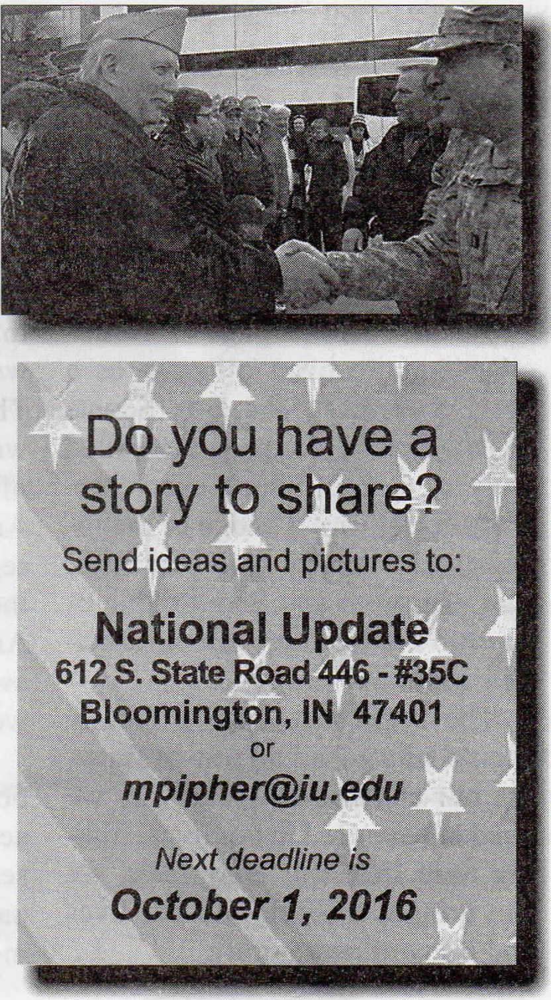 Do you have a
story to share?
Send ideas and pictures to:
National Update
612 S. State Road 446 - #35C
Bloomington, IN 47401
or
mpipher@iu.edu
Next deadline is
October 1, 2016